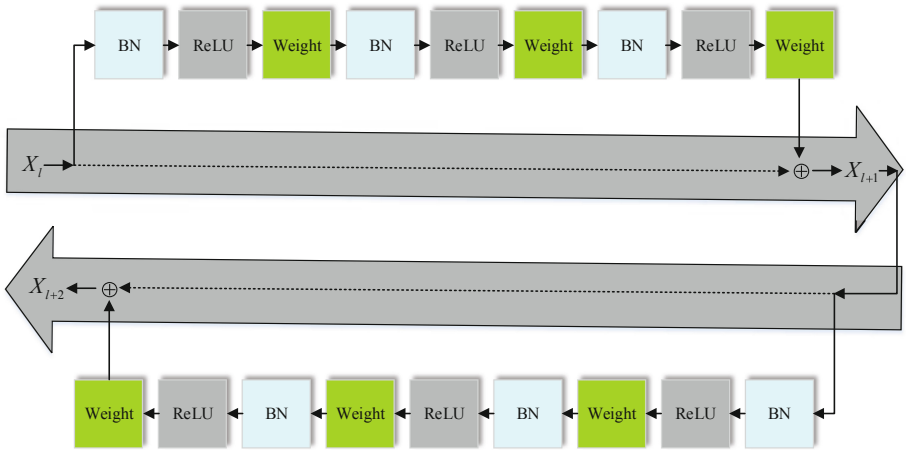 BN ReLU Weight BN ReLU Weight BN ReLU Weight
X_l ⊕ X_{l+1}
X_{l+2} ⊕
Weight ReLU BN Weight ReLU BN Weight ReLU BN